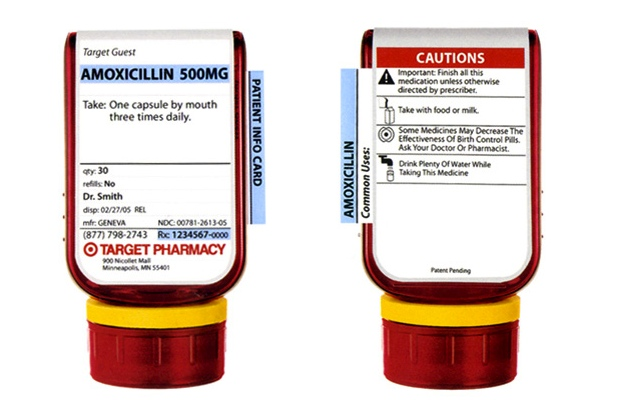 Target Guest
AMOXICILLIN 500MG
Take: One capsule by mouth
three times daily.
qty: 30
refills: No
Dr. Smith
disp: 02/27/05 REL
mfr: GENEVA NDC: 00781-2613-05
(877) 798-2743 Rx: 1234567-0000
TARGET PHARMACY
900 Nicollet Mall
Minneapolis, MN 55401
PATIENT INFO CARD
AMOXICILLIN
Common Uses:
CAUTIONS
Important: Finish all this
medication unless otherwise
directed by prescriber.
Take with food or milk.
Some Medicines May Decrease The
Effectiveness Of Birth Control Pills.
Ask Your Doctor Or Pharmacist.
Drink Plenty Of Water While
Taking This Medicine
Patent Pending